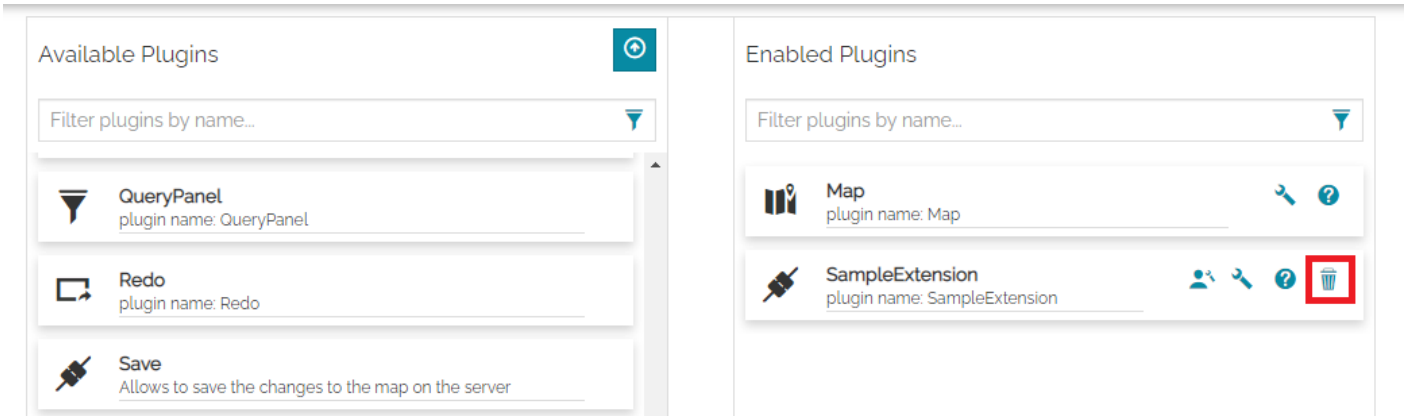 Available Plugins
Filter plugins by name...
QueryPanel
plugin name: QueryPanel
Redo
plugin name: Redo
Save
Allows to save the changes to the map on the server
Enabled Plugins
Filter plugins by name...
Map
plugin name: Map
SampleExtension
plugin name: SampleExtension